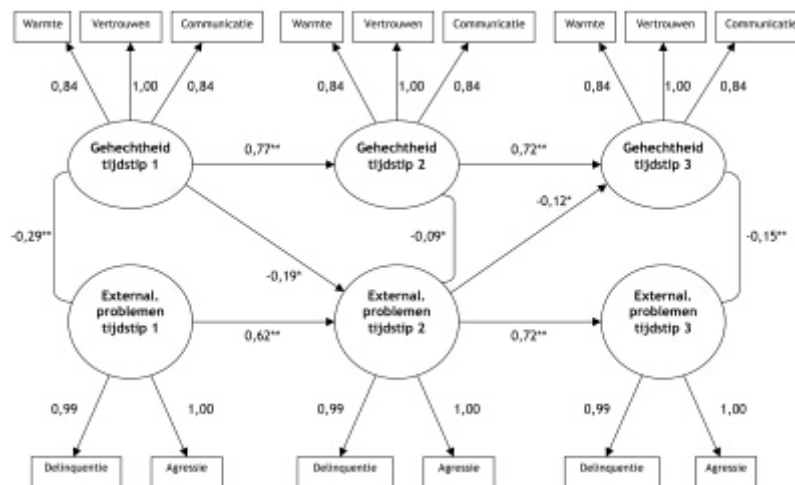 Warmte Vertrouwen Communicatie Warmte Vertrouwen Communicatie Warmte Vertrouwen Communicatie
0,84 1,00 0,84 0,84 1,00 0,84 0,84 1,00 0,84
Gehechtheid
tijdstip 1
0,77**
Gehechtheid
tijdstip 2
0,72**
Gehechtheid
tijdstip 3
-0,29**
-0,19*
-0,09*
-0,12*
-0,15**
External.
problemen
tijdstip 1
0,62**
External.
problemen
tijdstip 2
0,72**
External.
problemen
tijdstip 3
0,99 1,00 0,99 1,00 0,99 1,00
Delinquentie Agressie Delinquentie Agressie Delinquentie Agressie